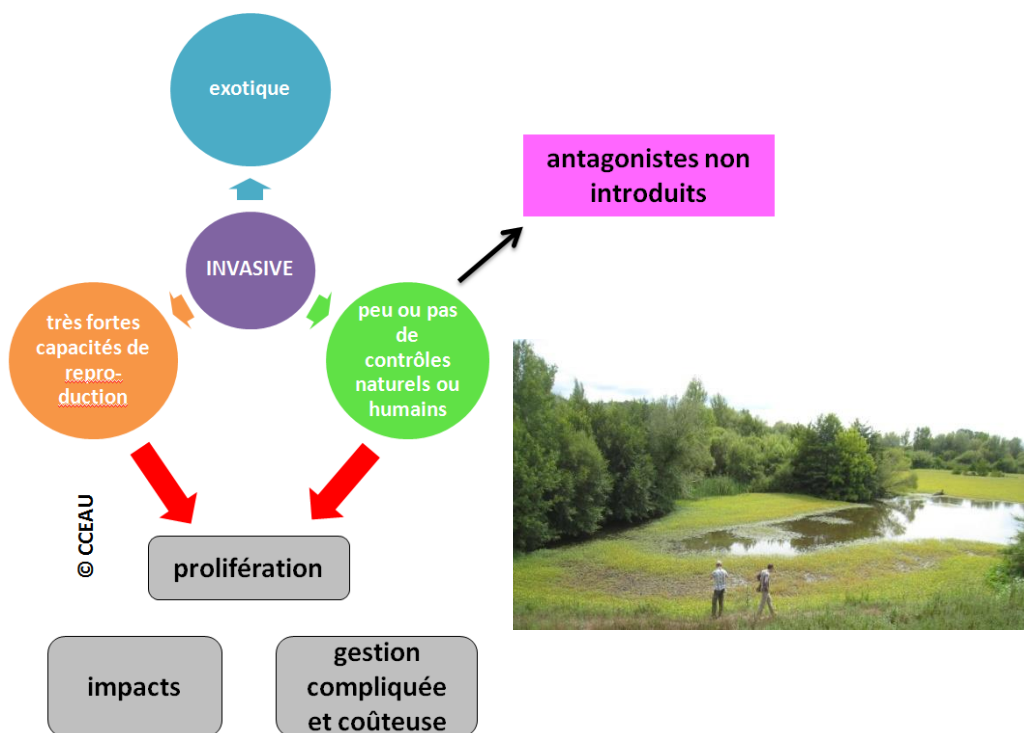 exotique
antagonistes non
introduits
INVASIVE
très fortes
capacités de
repro-
duction
peu ou pas
de
contrôles
naturels ou
humains
© CCEAU
prolifération
impacts
gestion
compliquée
et coûteuse